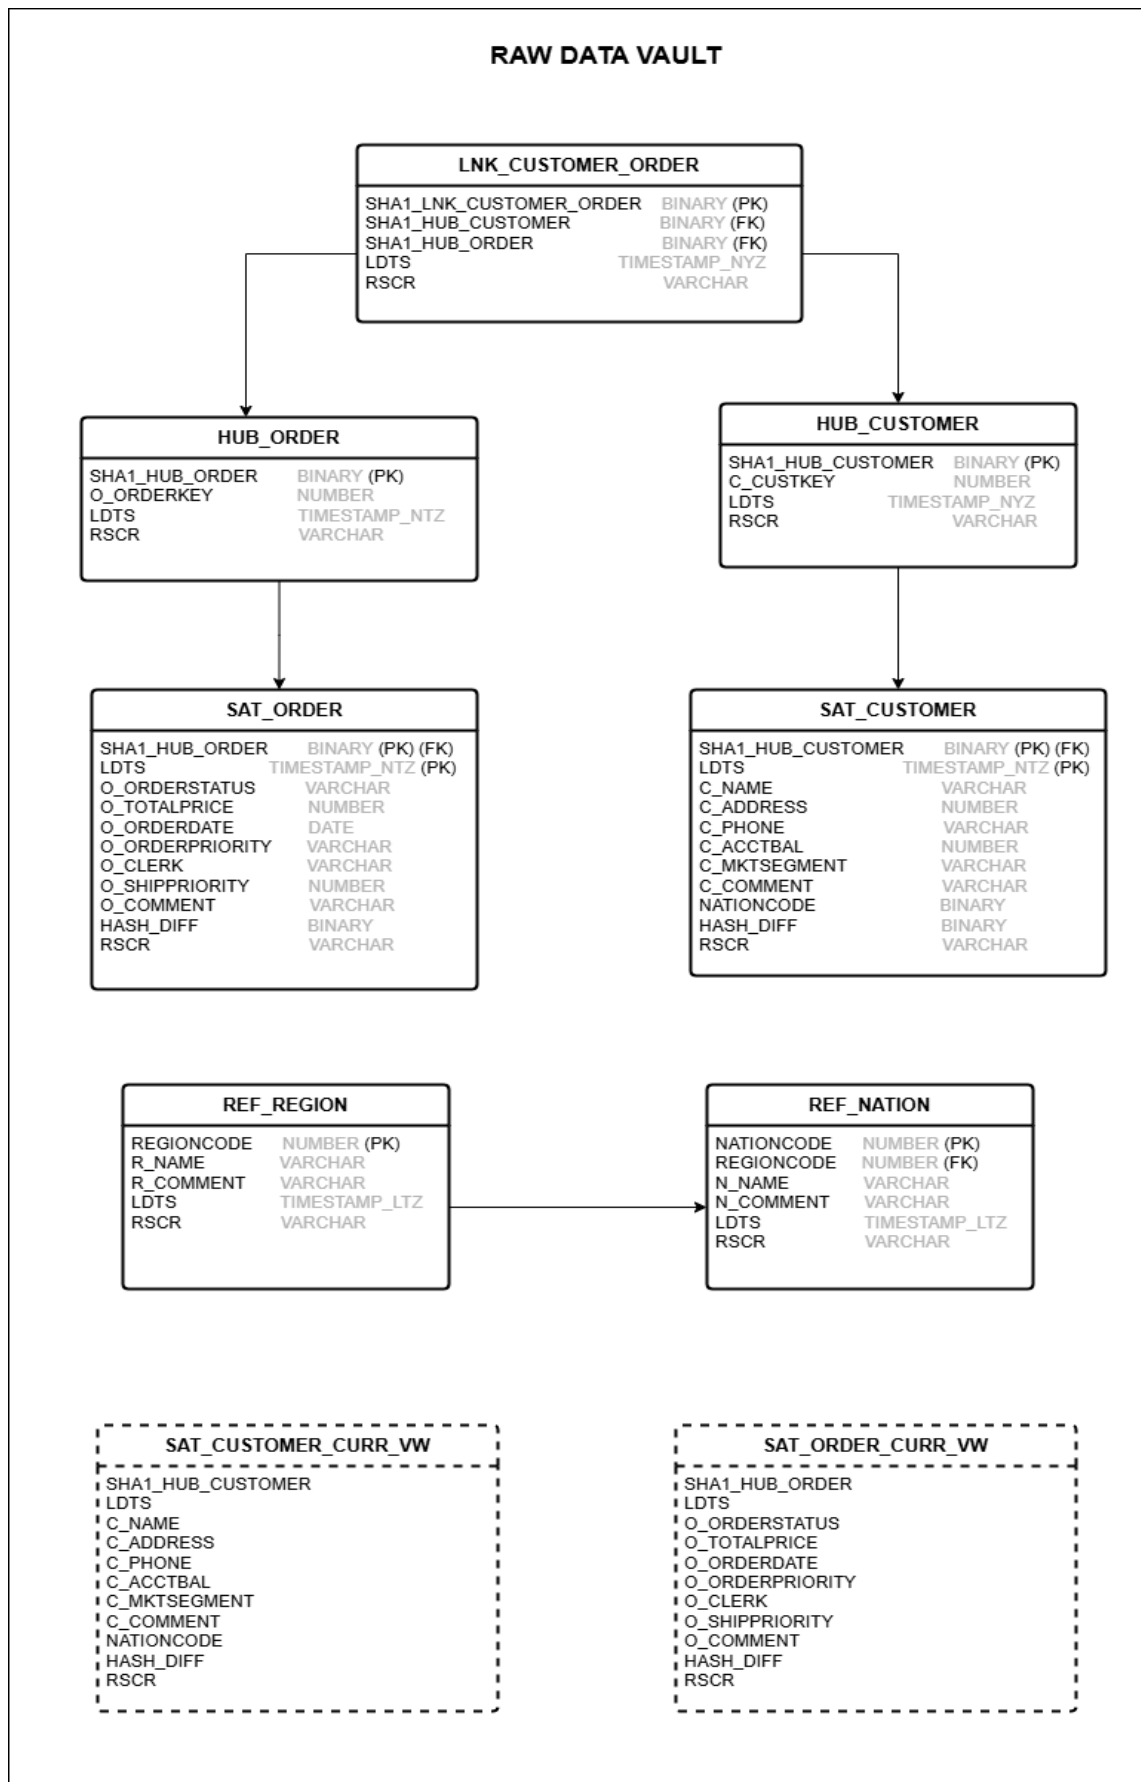 RAW DATA VAULT
LNK_CUSTOMER_ORDER
SHA1_LNK_CUSTOMER_ORDER BINARY (PK)
SHA1_HUB_CUSTOMER BINARY (FK)
SHA1_HUB_ORDER BINARY (FK)
LDTS TIMESTAMP_NYZ
RSCR VARCHAR
HUB_ORDER
SHA1_HUB_ORDER BINARY (PK)
O_ORDERKEY NUMBER
LDTS TIMESTAMP_NTZ
RSCR VARCHAR
HUB_CUSTOMER
SHA1_HUB_CUSTOMER BINARY (PK)
C_CUSTKEY NUMBER
LDTS TIMESTAMP_NYZ
RSCR VARCHAR
SAT_ORDER
SHA1_HUB_ORDER BINARY (PK) (FK)
LDTS TIMESTAMP_NTZ (PK)
O_ORDERSTATUS VARCHAR
O_TOTALPRICE NUMBER
O_ORDERDATE DATE
O_ORDERPRIORITY VARCHAR
O_CLERK VARCHAR
O_SHIPPRIORITY NUMBER
O_COMMENT VARCHAR
HASH_DIFF BINARY
RSCR VARCHAR
SAT_CUSTOMER
SHA1_HUB_CUSTOMER BINARY (PK) (FK)
LDTS TIMESTAMP_NTZ (PK)
C_NAME VARCHAR
C_ADDRESS NUMBER
C_PHONE VARCHAR
C_ACCTBAL NUMBER
C_MKTSEGMENT VARCHAR
C_COMMENT VARCHAR
NATIONCODE BINARY
HASH_DIFF BINARY
RSCR VARCHAR
REF_REGION
REGIONCODE NUMBER (PK)
R_NAME VARCHAR
R_COMMENT VARCHAR
LDTS TIMESTAMP_LTZ
RSCR VARCHAR
REF_NATION
NATIONCODE NUMBER (PK)
REGIONCODE NUMBER (FK)
N_NAME VARCHAR
N_COMMENT VARCHAR
LDTS TIMESTAMP_LTZ
RSCR VARCHAR
SAT_CUSTOMER_CURR_VW
SHA1_HUB_CUSTOMER
LDTS
C_NAME
C_ADDRESS
C_PHONE
C_ACCTBAL
C_MKTSEGMENT
C_COMMENT
NATIONCODE
HASH_DIFF
RSCR
SAT_ORDER_CURR_VW
SHA1_HUB_ORDER
LDTS
O_ORDERSTATUS
O_TOTALPRICE
O_ORDERDATE
O_ORDERPRIORITY
O_CLERK
O_SHIPPRIORITY
O_COMMENT
HASH_DIFF
RSCR